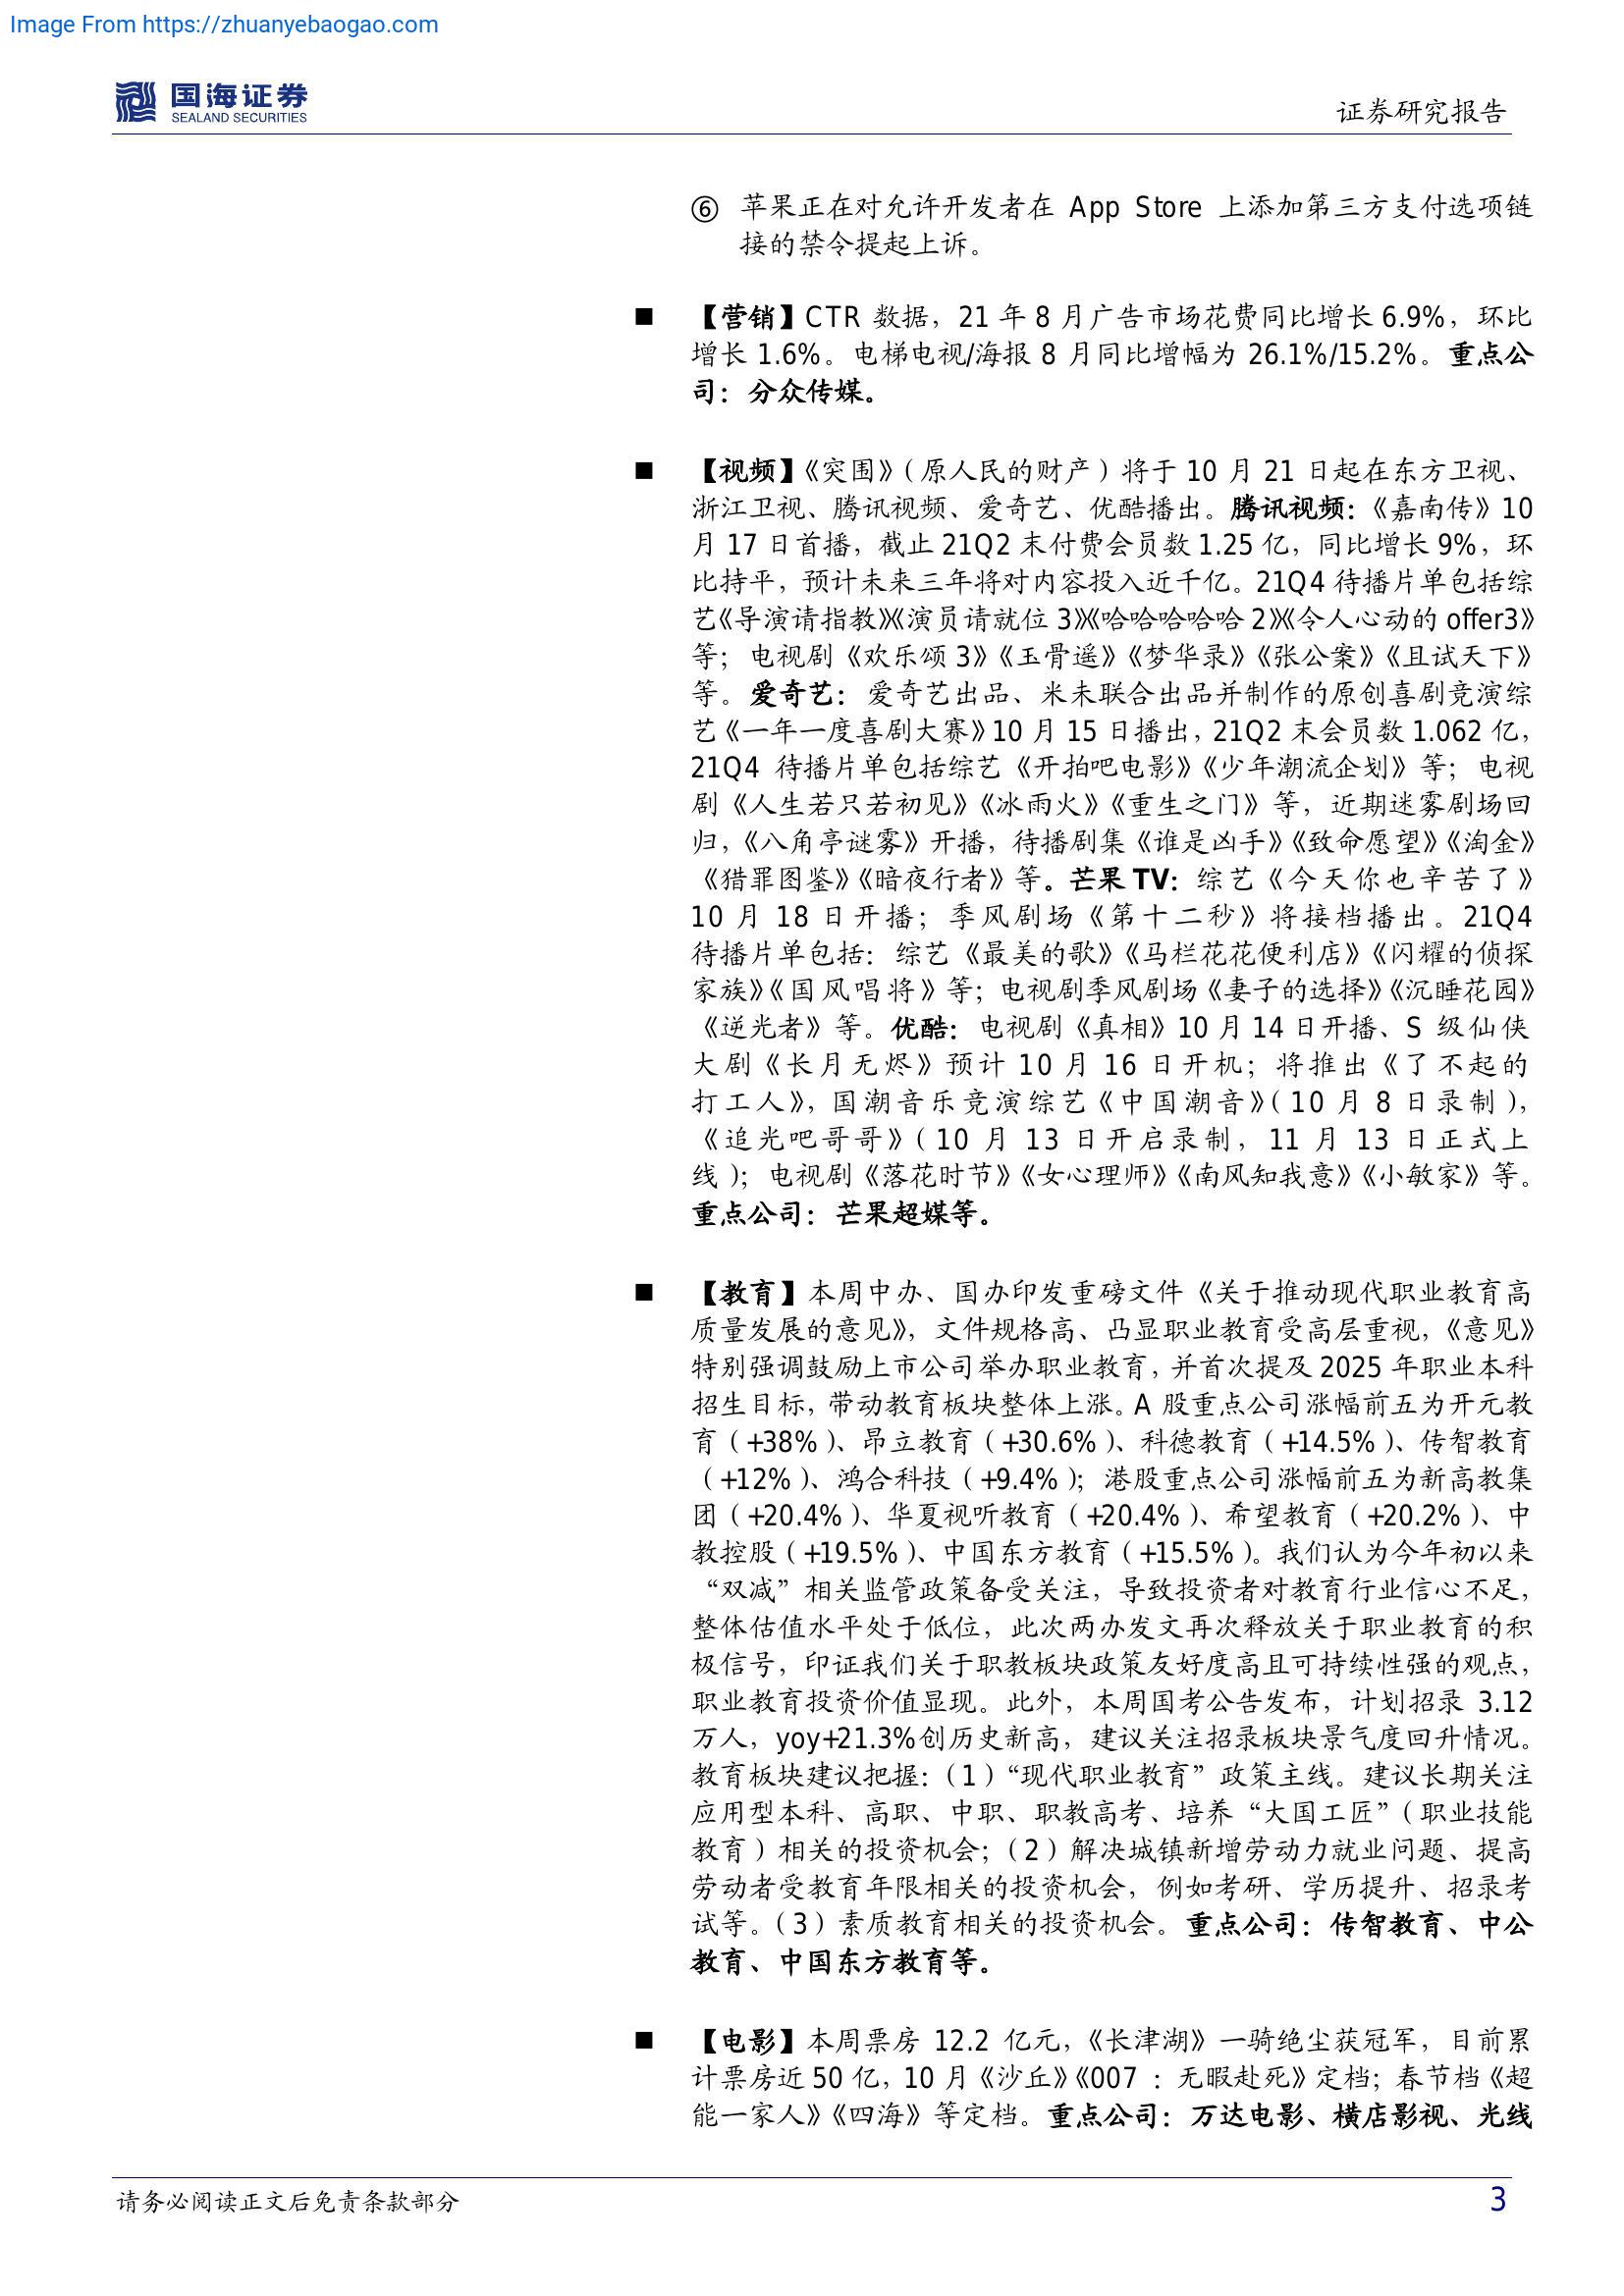 Image From https://zhuanyebaogao.com
国海证券
SEALAND SECURITIES
证券研究报告
⑥ 苹果正在对允许开发者在 App Store 上添加第三方支付选项链
接的禁令提起上诉。
■ 【营销】CTR 数据，21 年 8 月广告市场花费同比增长 6.9%，环比
增长 1.6%。电梯电视/海报 8 月同比增幅为 26.1%/15.2%。重点公
司：分众传媒。
■ 【视频】《突围》（原人民的财产）将于 10 月 21 日起在东方卫视、
浙江卫视、腾讯视频、爱奇艺、优酷播出。腾讯视频：《嘉南传》10
月 17 日首播，截止 21Q2 末付费会员数 1.25 亿，同比增长 9%，环
比持平，预计未来三年将对内容投入近千亿。21Q4 待播片单包括综
艺《导演请指教》《演员请就位 3》《哈哈哈哈哈 2》《令人心动的 offer3》
等；电视剧《欢乐颂 3》《玉骨遥》《梦华录》《张公案》《且试天下》
等。爱奇艺：爱奇艺出品、米未联合出品并制作的原创喜剧竞演综
艺《一年一度喜剧大赛》10 月 15 日播出，21Q2 末会员数 1.062 亿，
21Q4 待播片单包括综艺《开拍吧电影》《少年潮流企划》等；电视
剧《人生若只若初见》《冰雨火》《重生之门》等，近期迷雾剧场回
归，《八角亭谜雾》开播，待播剧集《谁是凶手》《致命愿望》《淘金》
《猎罪图鉴》《暗夜行者》等。芒果 TV：综艺《今天你也辛苦了》
10 月 18 日开播；季风剧场《第十二秒》将接档播出。21Q4
待播片单包括：综艺《最美的歌》《马栏花花便利店》《闪耀的侦探
家族》《国风唱将》等；电视剧季风剧场《妻子的选择》《沉睡花园》
《逆光者》等。优酷：电视剧《真相》10 月 14 日开播、S 级仙侠
大剧《长月无烬》预计 10 月 16 日开机；将推出《了不起的
打工人》，国潮音乐竞演综艺《中国潮音》（10 月 8 日录制），
《追光吧哥哥》（10 月 13 日开启录制，11 月 13 日正式上
线）；电视剧《落花时节》《女心理师》《南风知我意》《小敏家》等。
重点公司：芒果超媒等。
■ 【教育】本周中办、国办印发重磅文件《关于推动现代职业教育高
质量发展的意见》，文件规格高、凸显职业教育受高层重视，《意见》
特别强调鼓励上市公司举办职业教育，并首次提及 2025 年职业本科
招生目标，带动教育板块整体上涨。A 股重点公司涨幅前五为开元教
育（+38%）、昂立教育（+30.6%）、科德教育（+14.5%）、传智教育
（+12%）、鸿合科技（+9.4%）；港股重点公司涨幅前五为新高教集
团（+20.4%）、华夏视听教育（+20.4%）、希望教育（+20.2%）、中
教控股（+19.5%）、中国东方教育（+15.5%）。我们认为今年初以来
“双减”相关监管政策备受关注，导致投资者对教育行业信心不足，
整体估值水平处于低位，此次两办发文再次释放关于职业教育的积
极信号，印证我们关于职教板块政策友好度高且可持续性强的观点，
职业教育投资价值显现。此外，本周国考公告发布，计划招录 3.12
万人，yoy+21.3%创历史新高，建议关注招录板块景气度回升情况。
教育板块建议把握：（1）“现代职业教育”政策主线。建议长期关注
应用型本科、高职、中职、职教高考、培养“大国工匠”（职业技能
教育）相关的投资机会；（2）解决城镇新增劳动力就业问题、提高
劳动者受教育年限相关的投资机会，例如考研、学历提升、招录考
试等。（3）素质教育相关的投资机会。重点公司：传智教育、中公
教育、中国东方教育等。
■ 【电影】本周票房 12.2 亿元，《长津湖》一骑绝尘获冠军，目前累
计票房近 50 亿，10 月《沙丘》《007 ：无暇赴死》定档；春节档《超
能一家人》《四海》等定档。重点公司：万达电影、横店影视、光线
请务必阅读正文后免责条款部分
3